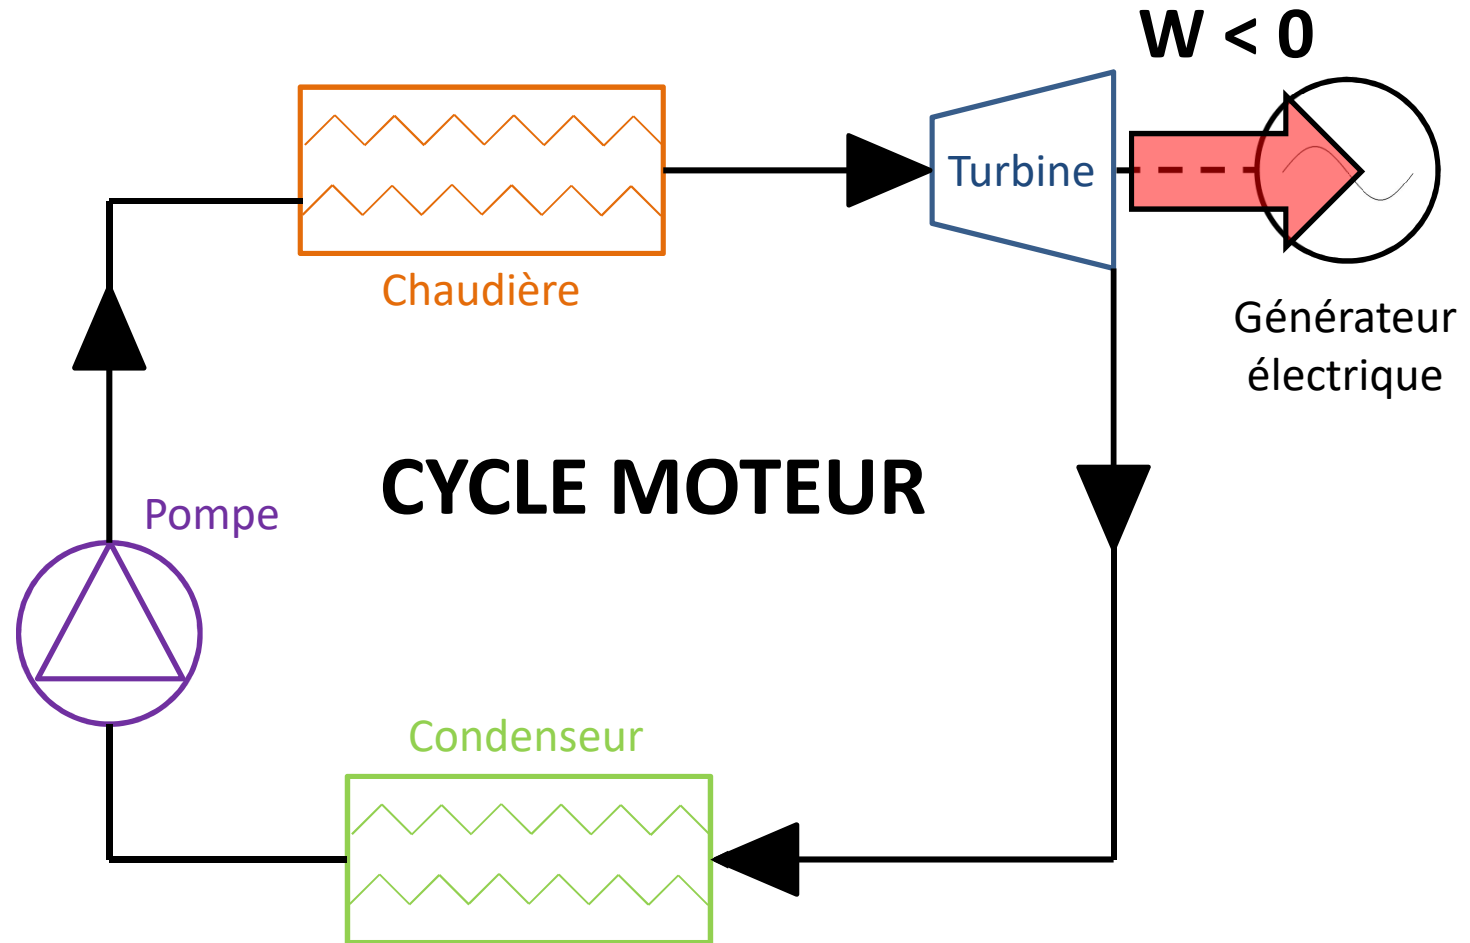 W < 0
Turbine
Chaudière
Générateur
électrique
CYCLE MOTEUR
Pompe
Condenseur